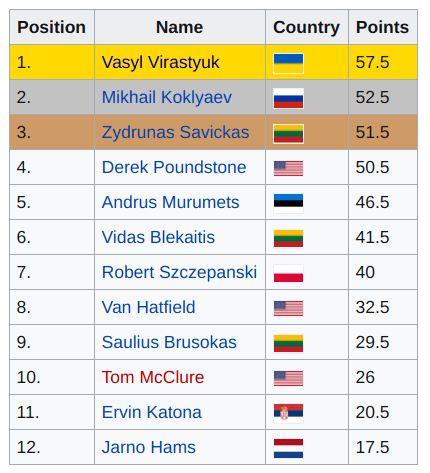 Position Name Country Points
1. Vasyl Virastyuk 57.5
2. Mikhail Koklyaev 52.5
3. Zydrunas Savickas 51.5
4. Derek Poundstone 50.5
5. Andrus Murumets 46.5
6. Vidas Blekaitis 41.5
7. Robert Szczepanski 40
8. Van Hatfield 32.5
9. Saulius Brusokas 29.5
10. Tom McClure 26
11. Ervin Katona 20.5
12. Jarno Hams 17.5